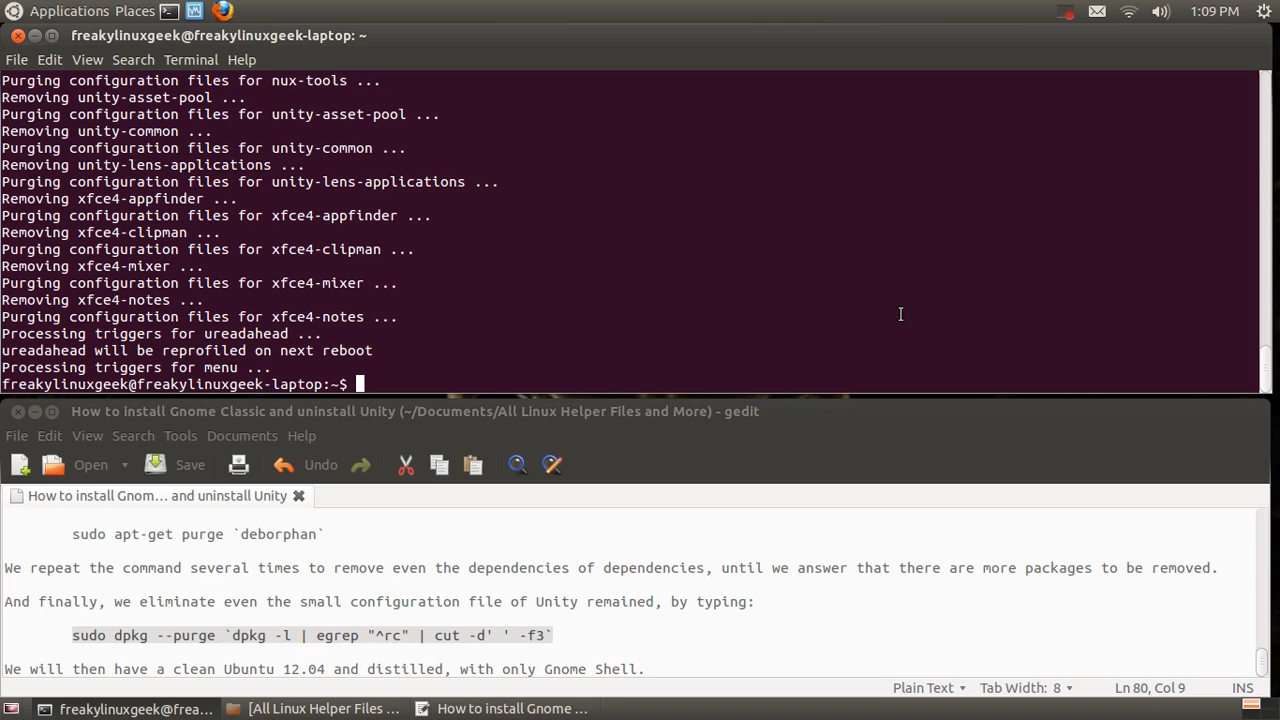 Applications Places 1:09 PM
freakylinuxgeek@freakylinuxgeek-laptop: ~
File Edit View Search Terminal Help
Purging configuration files for nux-tools ...
Removing unity-asset-pool ...
Purging configuration files for unity-asset-pool ...
Removing unity-common ...
Purging configuration files for unity-common ...
Removing unity-lens-applications ...
Purging configuration files for unity-lens-applications ...
Removing xfce4-appfinder ...
Purging configuration files for xfce4-appfinder ...
Removing xfce4-clipman ...
Purging configuration files for xfce4-clipman ...
Removing xfce4-mixer ...
Purging configuration files for xfce4-mixer ...
Removing xfce4-notes ...
Purging configuration files for xfce4-notes ...
Processing triggers for ureadahead ...
ureadahead will be reprofiled on next reboot
Processing triggers for menu ...
freakylinuxgeek@freakylinuxgeek-laptop:~$
How to install Gnome Classic and uninstall Unity (~/Documents/All Linux Helper Files and More) - gedit
File Edit View Search Tools Documents Help
Open Save Undo
How to install Gnom... and uninstall Unity
sudo apt-get purge `deborphan`
We repeat the command several times to remove even the dependencies of dependencies, until we answer that there are more packages to be removed.
And finally, we eliminate even the small configuration file of Unity remained, by typing:
sudo dpkg --purge `dpkg -l | egrep "^rc" | cut -d' ' -f3`
We will then have a clean Ubuntu 12.04 and distilled, with only Gnome Shell.
Plain Text Tab Width: 8 Ln 80, Col 9 INS
freakylinuxgeek@frea... [All Linux Helper Files ... How to install Gnome ...